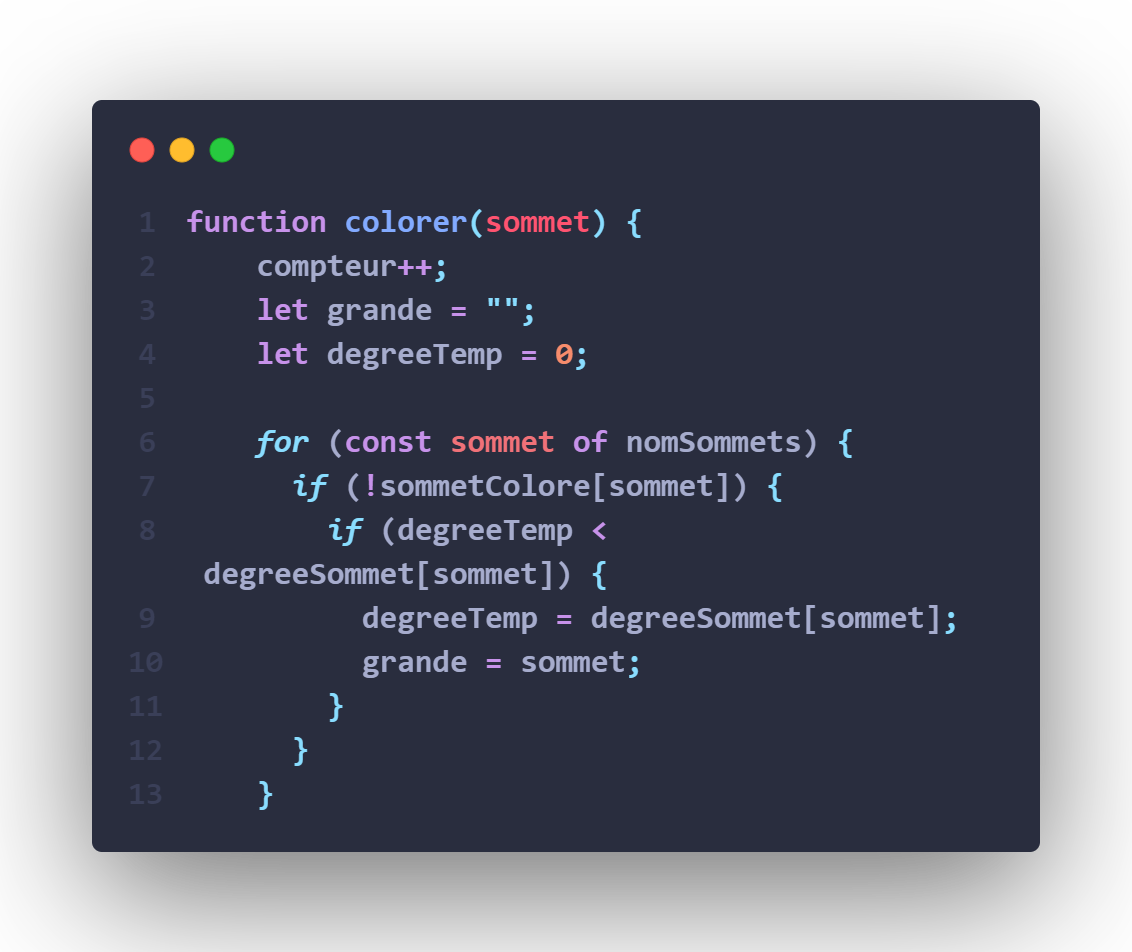 1 function colorer(sommet) {
2     compteur++;
3     let grande = "";
4     let degreeTemp = 0;
5
6     for (const sommet of nomSommets) {
7       if (!sommetColore[sommet]) {
8         if (degreeTemp <
degreeSommet[sommet]) {
9           degreeTemp = degreeSommet[sommet];
10           grande = sommet;
11         }
12       }
13     }